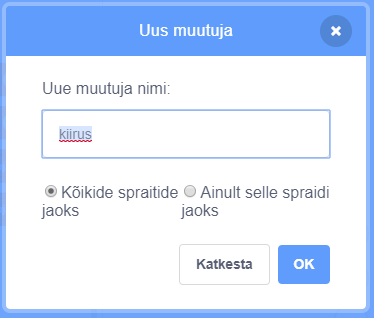 Uus muutuja
Uue muutuja nimi:
kiirus
Kõikide spraitide jaoks
Ainult selle spraidi jaoks
Katkesta
OK